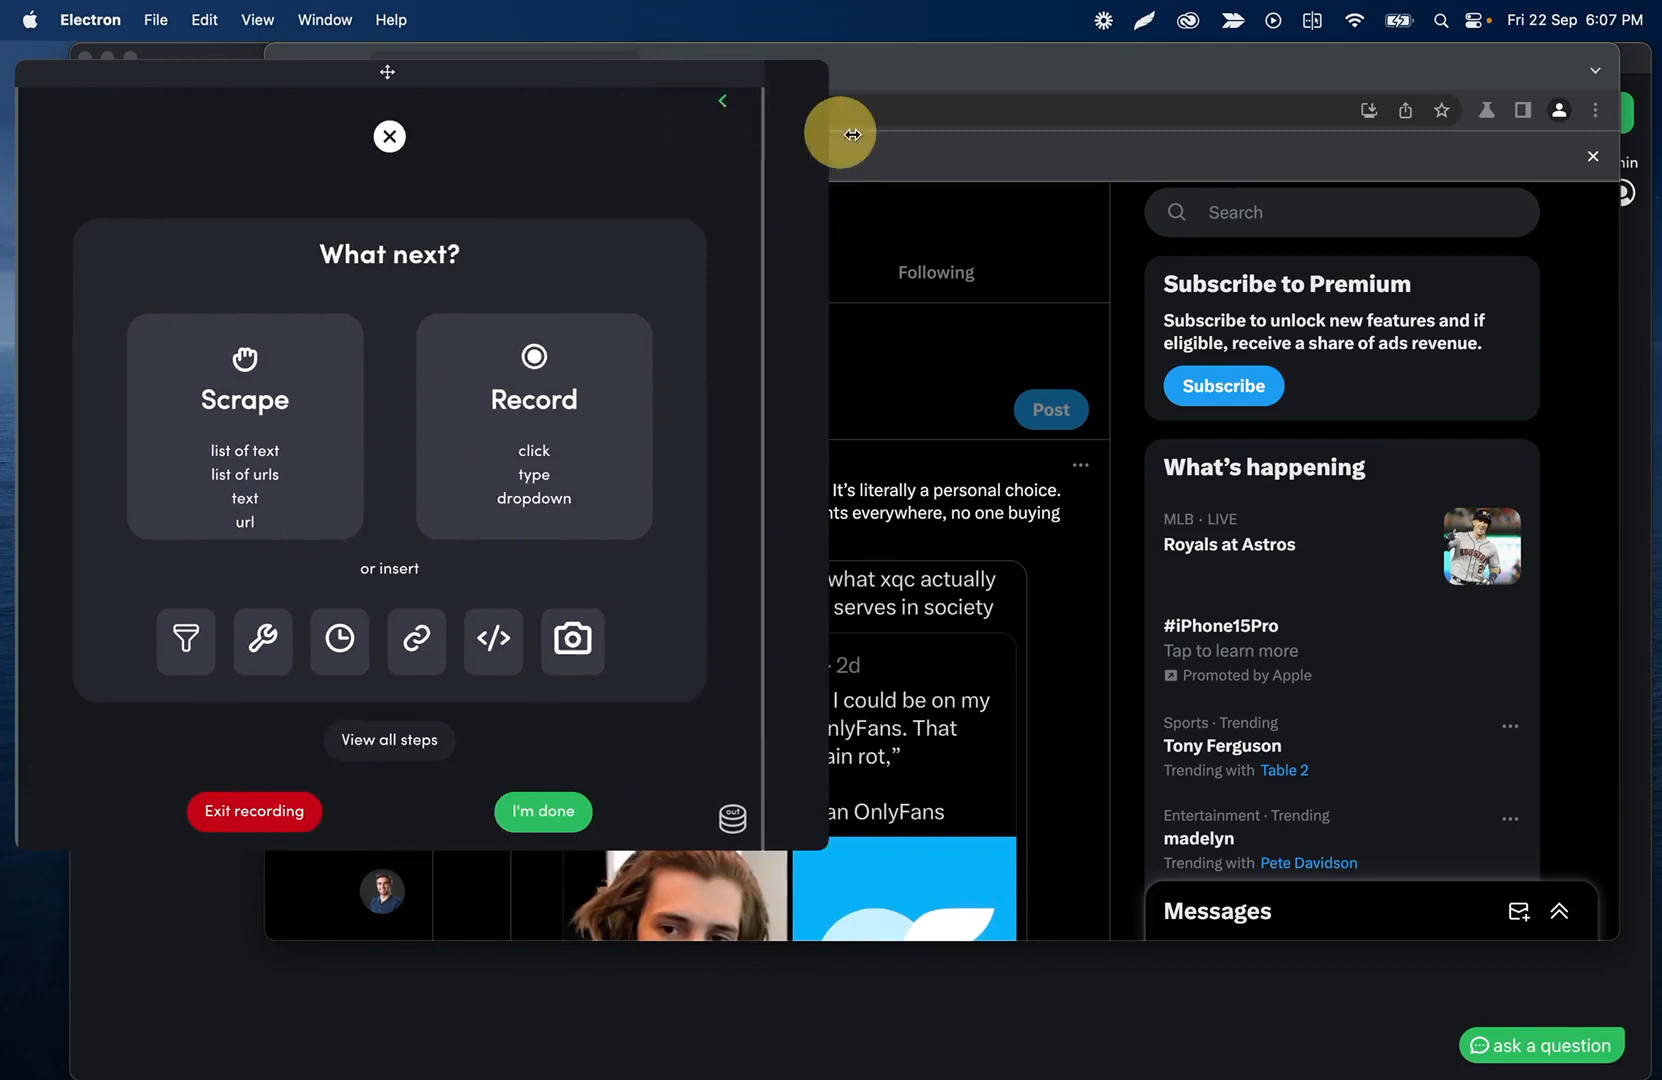 Electron File Edit View Window Help
Fri 22 Sep 6:07 PM
What next?
Scrape
list of text
list of urls
text
url
Record
click
type
dropdown
or insert
View all steps
Exit recording
I'm done
out
Following
Post
It's literally a personal choice.
everywhere, no one buying
what xqc actually
serves in society
· 2d
I could be on my
OnlyFans. That
rot,”
an OnlyFans
Search
Subscribe to Premium
Subscribe to unlock new features and if
eligible, receive a share of ads revenue.
Subscribe
What's happening
MLB · LIVE
Royals at Astros
HOUSTON
#iPhone15Pro
Tap to learn more
Promoted by Apple
Sports · Trending
Tony Ferguson
Trending with Table 2
Entertainment · Trending
madelyn
Trending with Pete Davidson
Messages
ask a question